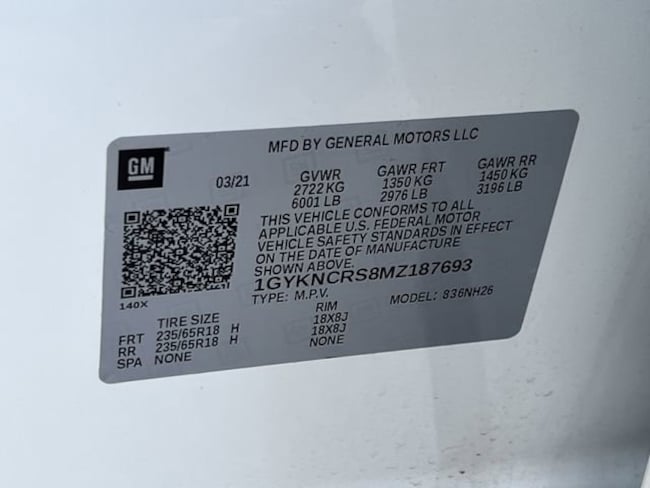 MFD BY GENERAL MOTORS LLC
GM
03/21 GVWR GAWR FRT GAWR RR
2722 KG 1350 KG 1450 KG
6001 LB 2976 LB 3196 LB
THIS VEHICLE CONFORMS TO ALL
APPLICABLE U.S. FEDERAL MOTOR
VEHICLE SAFETY STANDARDS IN EFFECT
ON THE DATE OF MANUFACTURE
SHOWN ABOVE.
1GYKNCRS8MZ187693
140X
TYPE: M.P.V. MODEL: 836NH26
TIRE SIZE RIM
FRT 235/65R18 H 18X8J
RR 235/65R18 H 18X8J
SPA NONE NONE